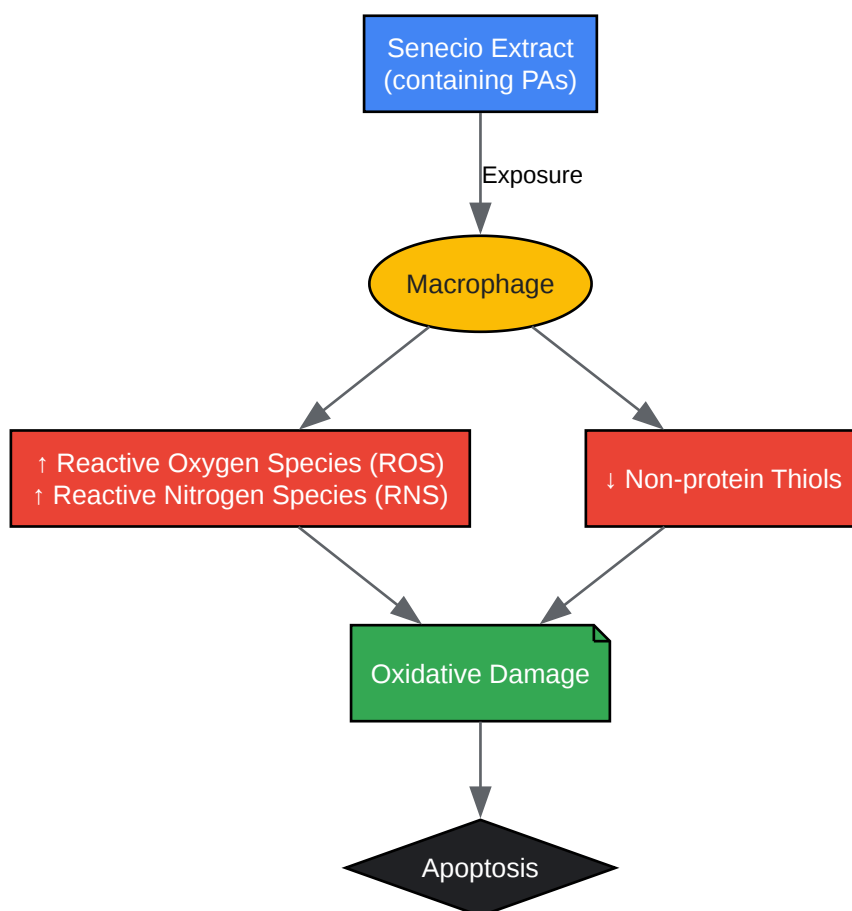 Senecio Extract
(containing PAs)
Exposure
Macrophage
↑ Reactive Oxygen Species (ROS)
↑ Reactive Nitrogen Species (RNS)
↓ Non-protein Thiols
Oxidative Damage
Apoptosis